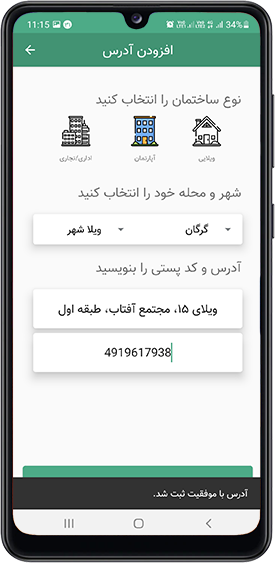 11:15 34%
افزودن آدرس
نوع ساختمان را انتخاب کنید
ویلایی آپارتمان اداری/تجاری
شهر و محله خود را انتخاب کنید
گرگان ویلا شهر
آدرس و کد پستی را بنویسید
ویلای ۱۵، مجتمع آفتاب، طبقه اول
4919617938
آدرس با موفقیت ثبت شد.